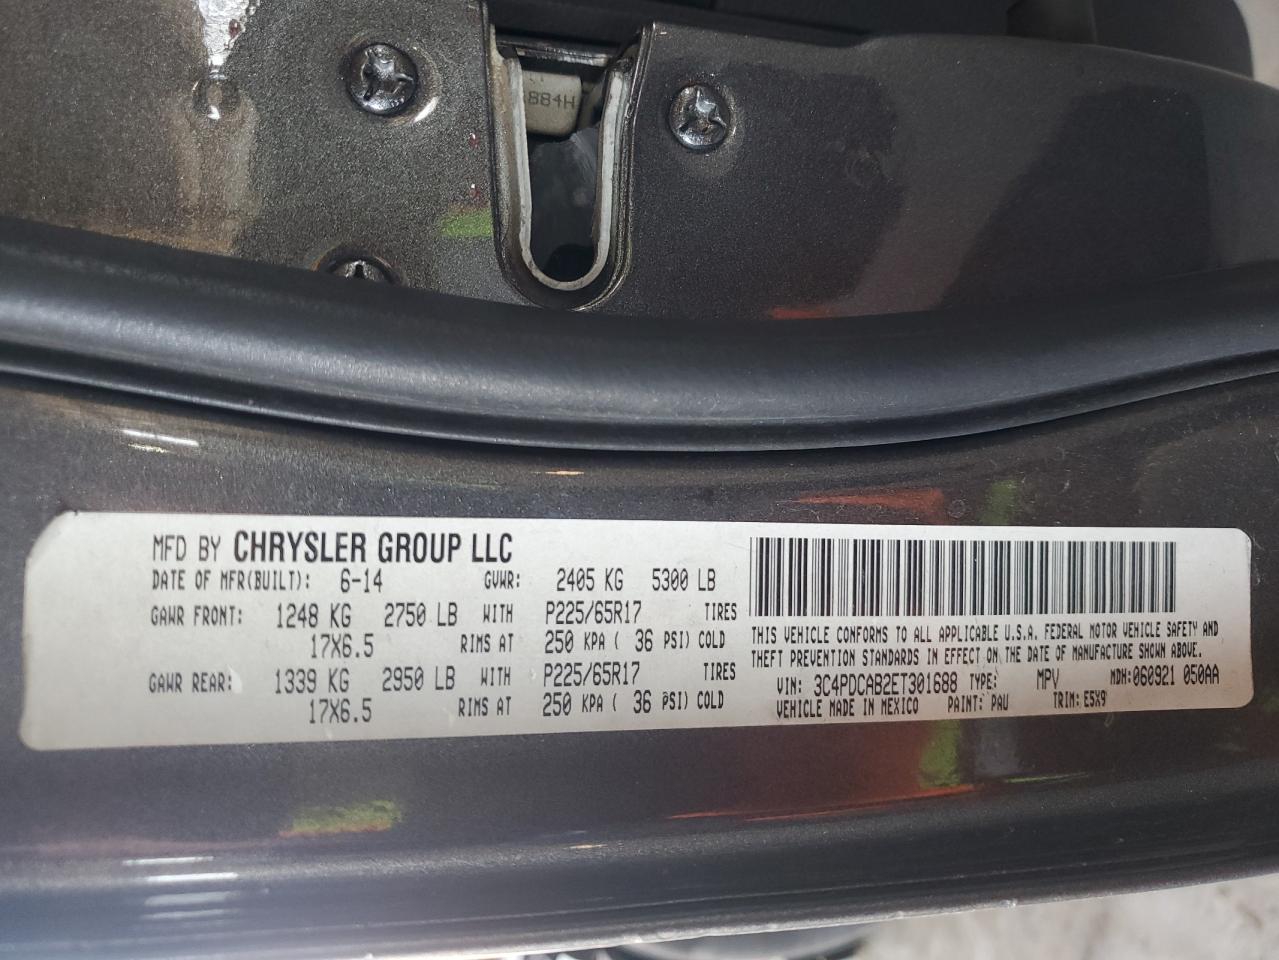 884H
MFD BY CHRYSLER GROUP LLC
DATE OF MFR(BUILT): 6-14 GVWR: 2405 KG 5300 LB
GAWR FRONT: 1248 KG 2750 LB WITH P225/65R17 TIRES
17X6.5 RIMS AT 250 KPA ( 36 PSI) COLD
GAWR REAR: 1339 KG 2950 LB WITH P225/65R17 TIRES
17X6.5 RIMS AT 250 KPA ( 36 PSI) COLD
THIS VEHICLE CONFORMS TO ALL APPLICABLE U.S.A. FEDERAL MOTOR VEHICLE SAFETY AND
THEFT PREVENTION STANDARDS IN EFFECT ON THE DATE OF MANUFACTURE SHOWN ABOVE.
VIN: 3C4PDCAB2ET301688 TYPE: MPV MDH: 060921 050AA
VEHICLE MADE IN MEXICO PAINT: PAU TRIM: E5X9